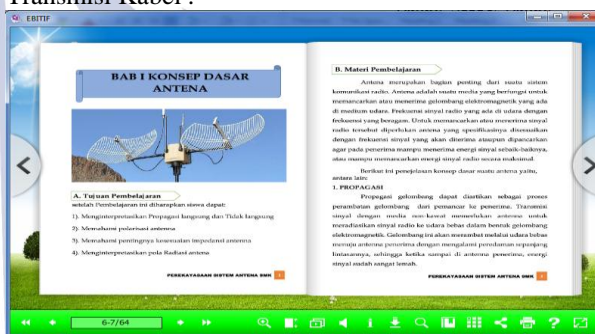 Transmisi Kabel .
EBITIF
BAB I KONSEP DASAR
ANTENA
A. Tujuan Pembelajaran
setelah Pembelajaran ini diharapkan siswa dapat:
1). Menginterpretasikan Propagasi langsung dan Tidak langsung
2). Memahami polarisasi antena
3). Memahami pentingnya kesesuaian impedansi antenna
4). Menginterpretasikan pola Radiasi antena
PEREKAYASAAN SISTEM ANTENA SMK
B. Materi Pembelajaran
Antena merupakan bagian penting dari suatu sistem
komunikasi radio. Antena adalah suatu media yang berfungsi untuk
memancarkan atau menerima gelombang elektromagnetik yang ada
di medium udara. Frekuensi sinyal radio yang ada di udara dengan
frekuensi yang beragam. Untuk memancarkan atau menerima sinyal
radio tersebut diperlukan antena yang spesifikasinya disesuaikan
dengan frekuensi sinyal yang akan diterima ataupun dipancarkan
agar pada penerima mampu menerima energi sinyal sebaik-baiknya,
atau mampu memancarkan energi sinyal radio secara maksimal.
Berikut ini penjelasan konsep dasar suatu antena yaitu,
antara lain:
1. PROPAGASI
Propagasi gelombang dapat diartikan sebagai proses
perambatan gelombang dari pemancar ke penerima. Transmisi
sinyal dengan media non-kawat memerlukan antenna untuk
meradiasikan sinyal radio ke udara bebas dalam bentuk gelombang
elektromagnetik. Gelombang ini akan merambat melalui udara bebas
menuju antenna penerima dengan mengalami peredaman sepanjang
lintasannya, sehingga ketika sampai di antenna penerima, energi
sinyal sudah sangat lemah.
PEREKAYASAAN SISTEM ANTENA SMK
6-7/64